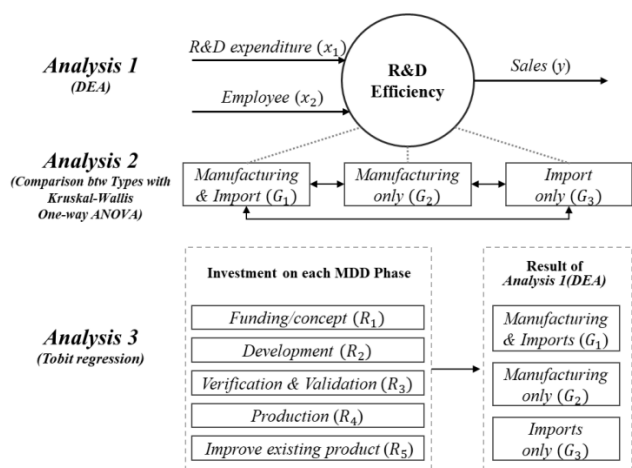 Analysis 1
(DEA)
R&D expenditure (x₁)
Employee (x₂)
R&D
Efficiency
Sales (y)
Analysis 2
(Comparison btw Types with
Kruskal-Wallis
One-way ANOVA)
Manufacturing
& Import (G₁)
Manufacturing
only (G₂)
Import
only (G₃)
Analysis 3
(Tobit regression)
Investment on each MDD Phase
Funding/concept (R₁)
Development (R₂)
Verification & Validation (R₃)
Production (R₄)
Improve existing product (R₅)
Result of
Analysis 1(DEA)
Manufacturing
& Imports (G₁)
Manufacturing
only (G₂)
Imports
only (G₃)